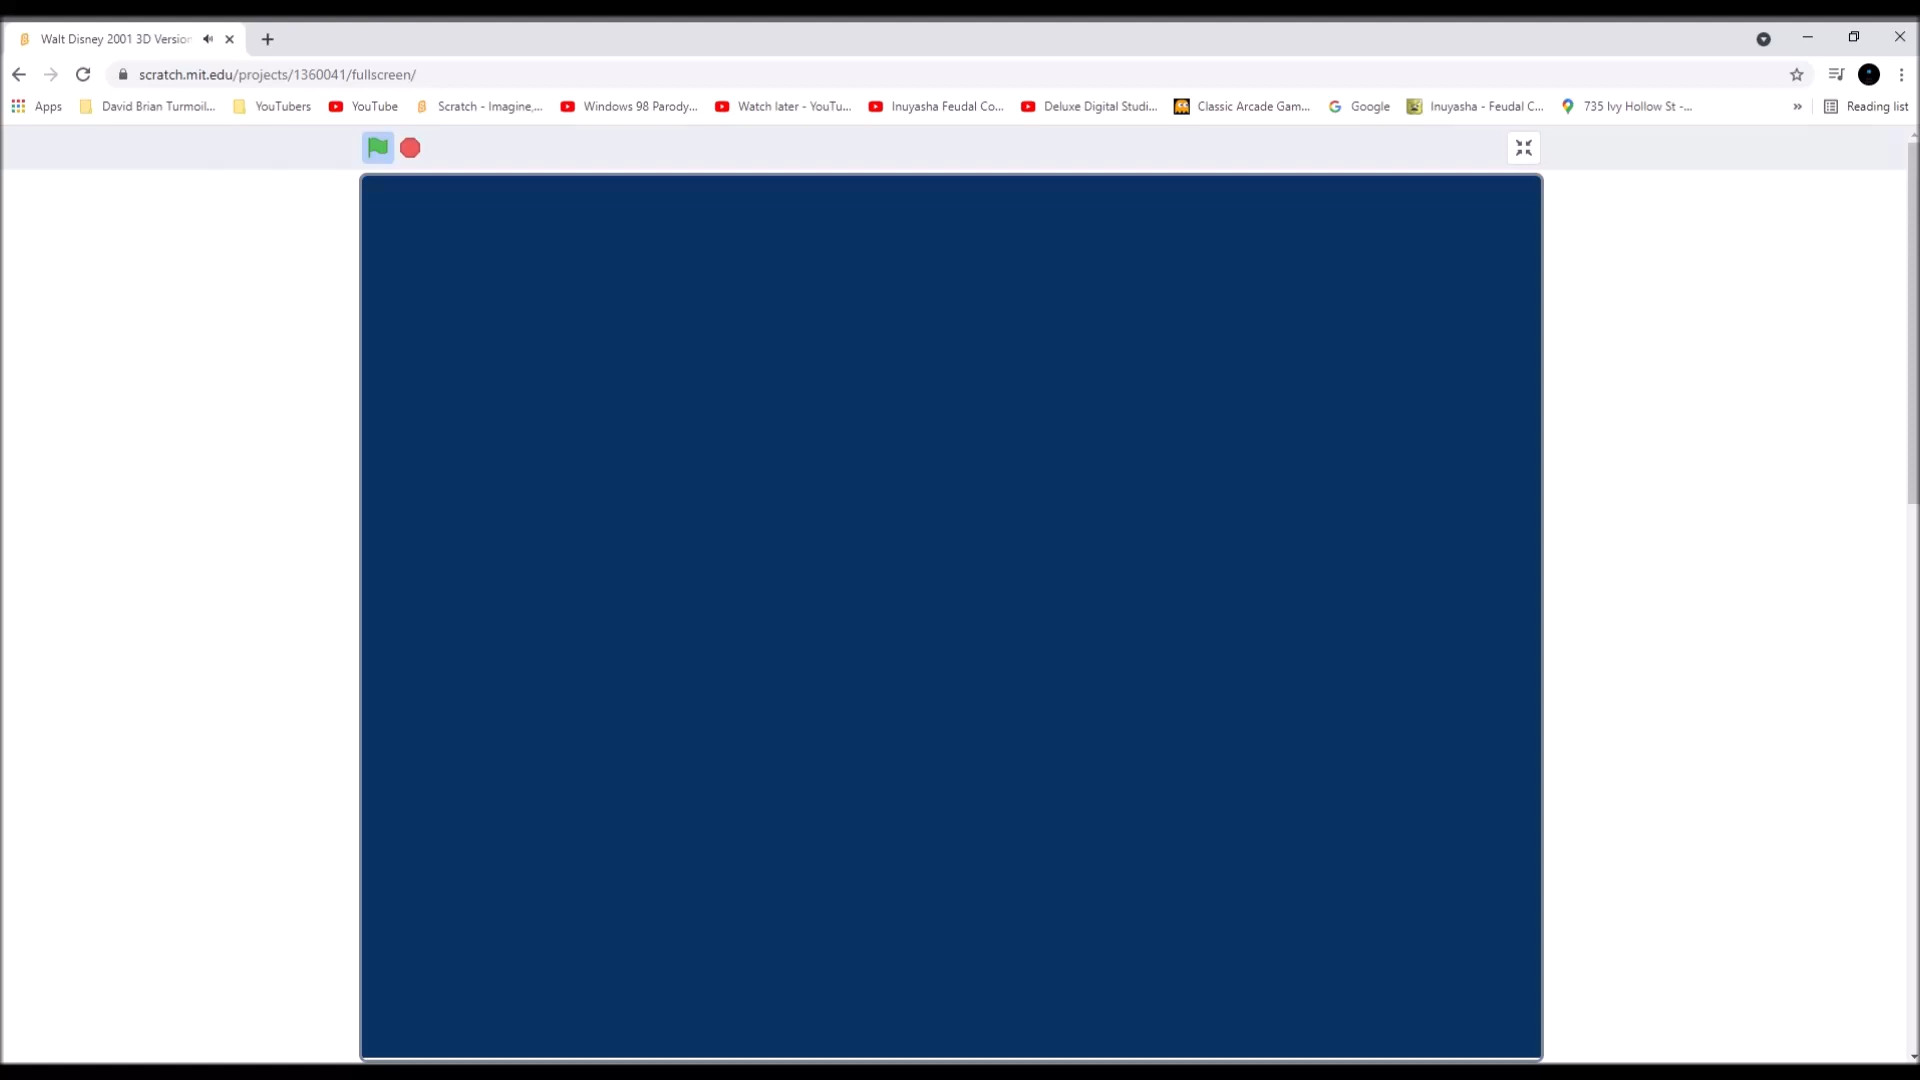 Walt Disney 2001 3D Version
scratch.mit.edu/projects/1360041/fullscreen/
Apps David Brian Turmoil... YouTubers YouTube Scratch - Imagine,... Windows 98 Parody... Watch later - YouTu... Inuyasha Feudal Co... Deluxe Digital Studi... Classic Arcade Gam... Google Inuyasha - Feudal C... 735 Ivy Hollow St -... » Reading list